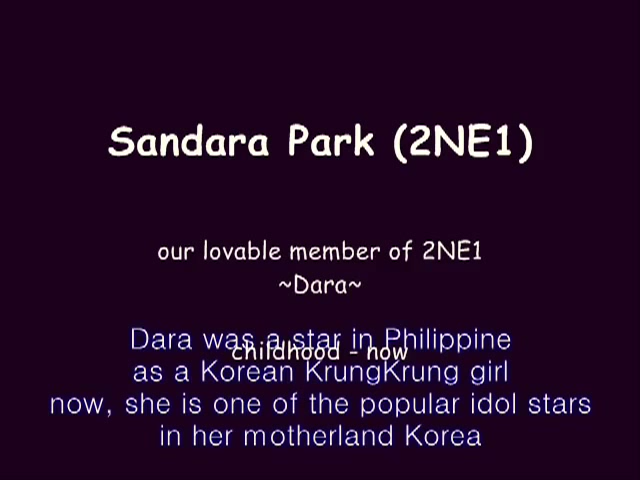 Sandara Park (2NE1)
our lovable member of 2NE1
~Dara~
Dara was a star in Philippine
childhood - now
as a Korean KrungKrung girl
now, she is one of the popular idol stars
in her motherland Korea